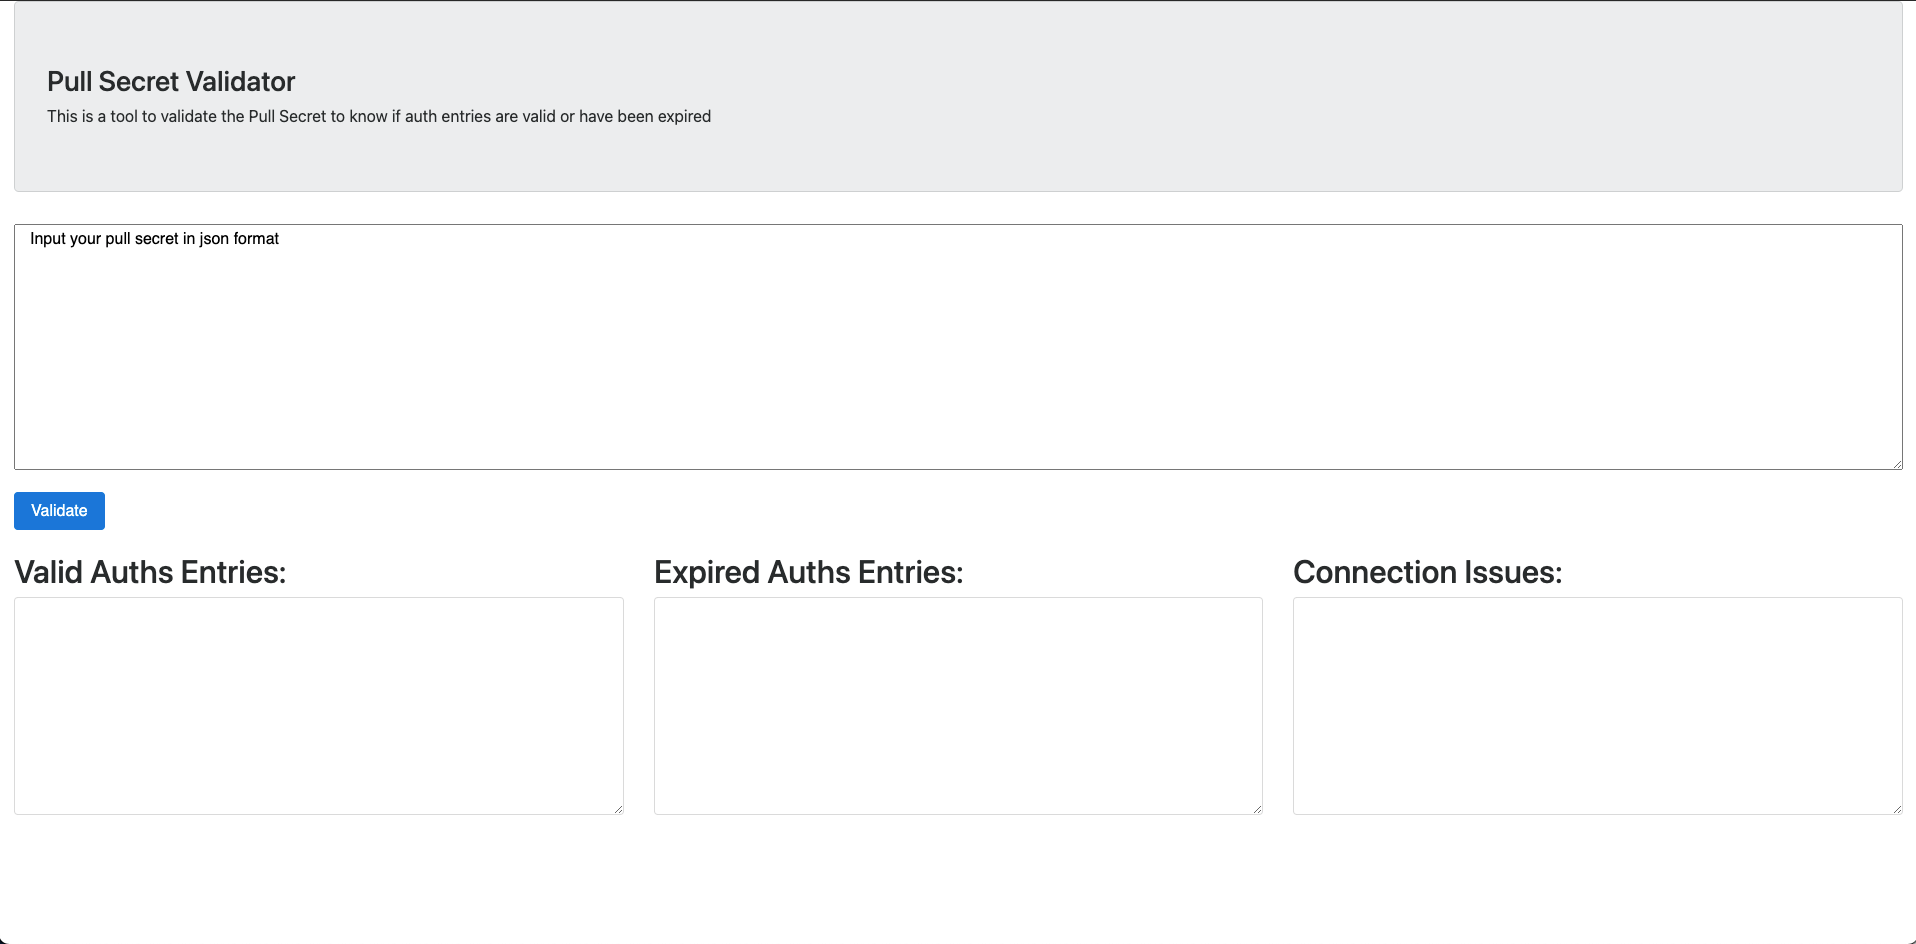 Pull Secret Validator
This is a tool to validate the Pull Secret to know if auth entries are valid or have been expired
Input your pull secret in json format
Validate
Valid Auths Entries:
Expired Auths Entries:
Connection Issues: